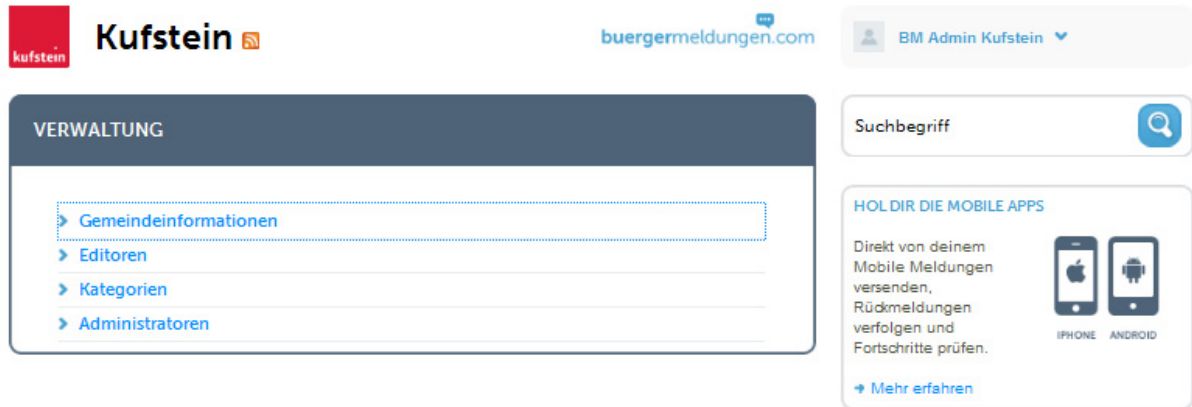 kufstein
Kufstein
buergermeldungen.com
BM Admin Kufstein
VERWALTUNG
Gemeindeinformationen
Editoren
Kategorien
Administratoren
Suchbegriff
HOL DIR DIE MOBILE APPS
Direkt von deinem
Mobile Meldungen
versenden,
Rückmeldungen
verfolgen und
Fortschritte prüfen.
IPHONE ANDROID
Mehr erfahren